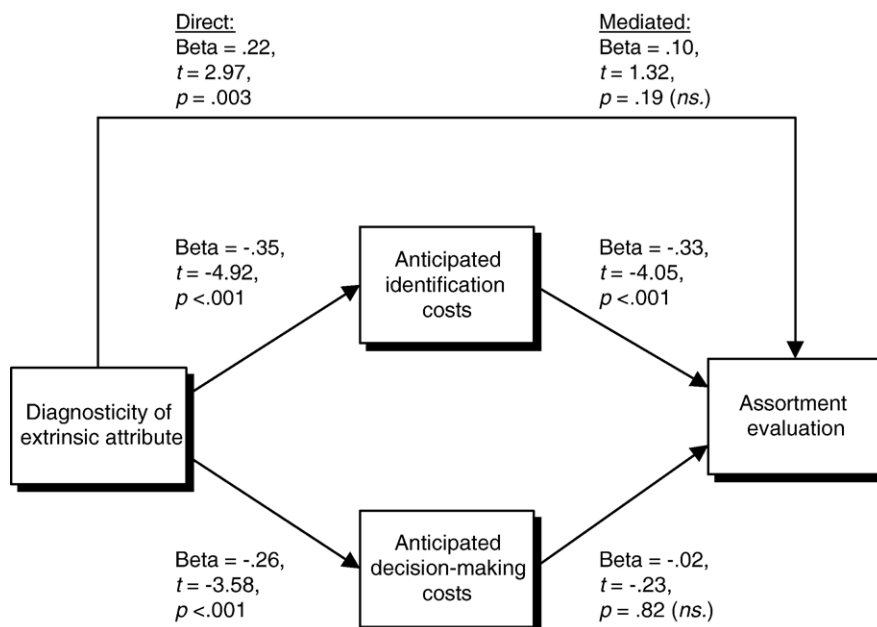 Direct:
Beta = .22,
t = 2.97,
p = .003
Mediated:
Beta = .10,
t = 1.32,
p = .19 (ns.)
Beta = -.35,
t = -4.92,
p <.001
Anticipated
identification
costs
Beta = -.33,
t = -4.05,
p <.001
Diagnosticity of
extrinsic attribute
Assortment
evaluation
Beta = -.26,
t = -3.58,
p <.001
Anticipated
decision-making
costs
Beta = -.02,
t = -.23,
p = .82 (ns.)